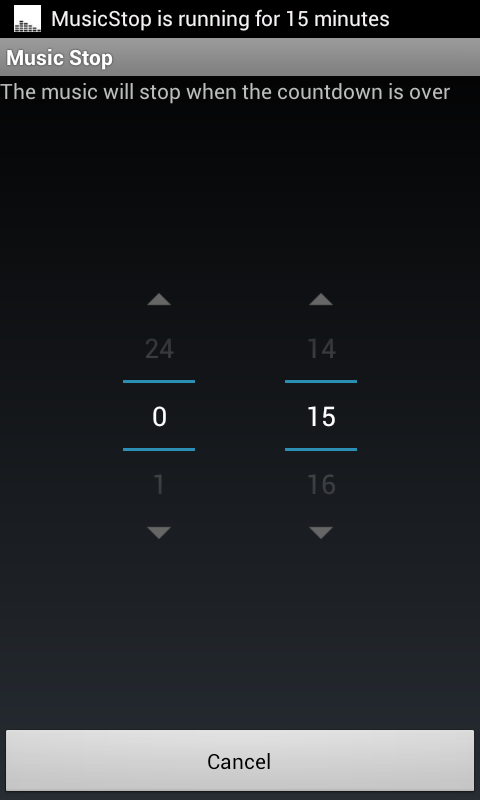 MusicStop is running for 15 minutes
Music Stop
The music will stop when the countdown is over
24 14
0 15
1 16
Cancel